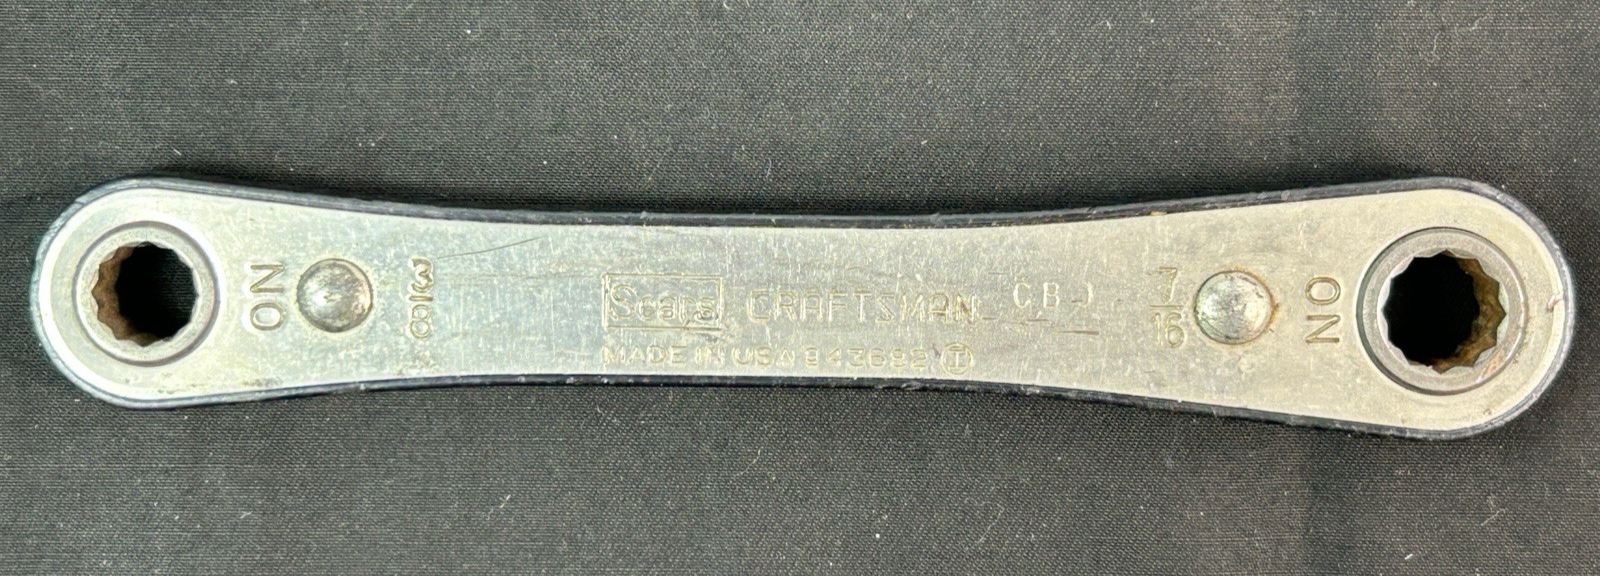 ON
3/8
Sears CRAFTSMAN C B J
MADE IN USA 943692 T
7/16
ON